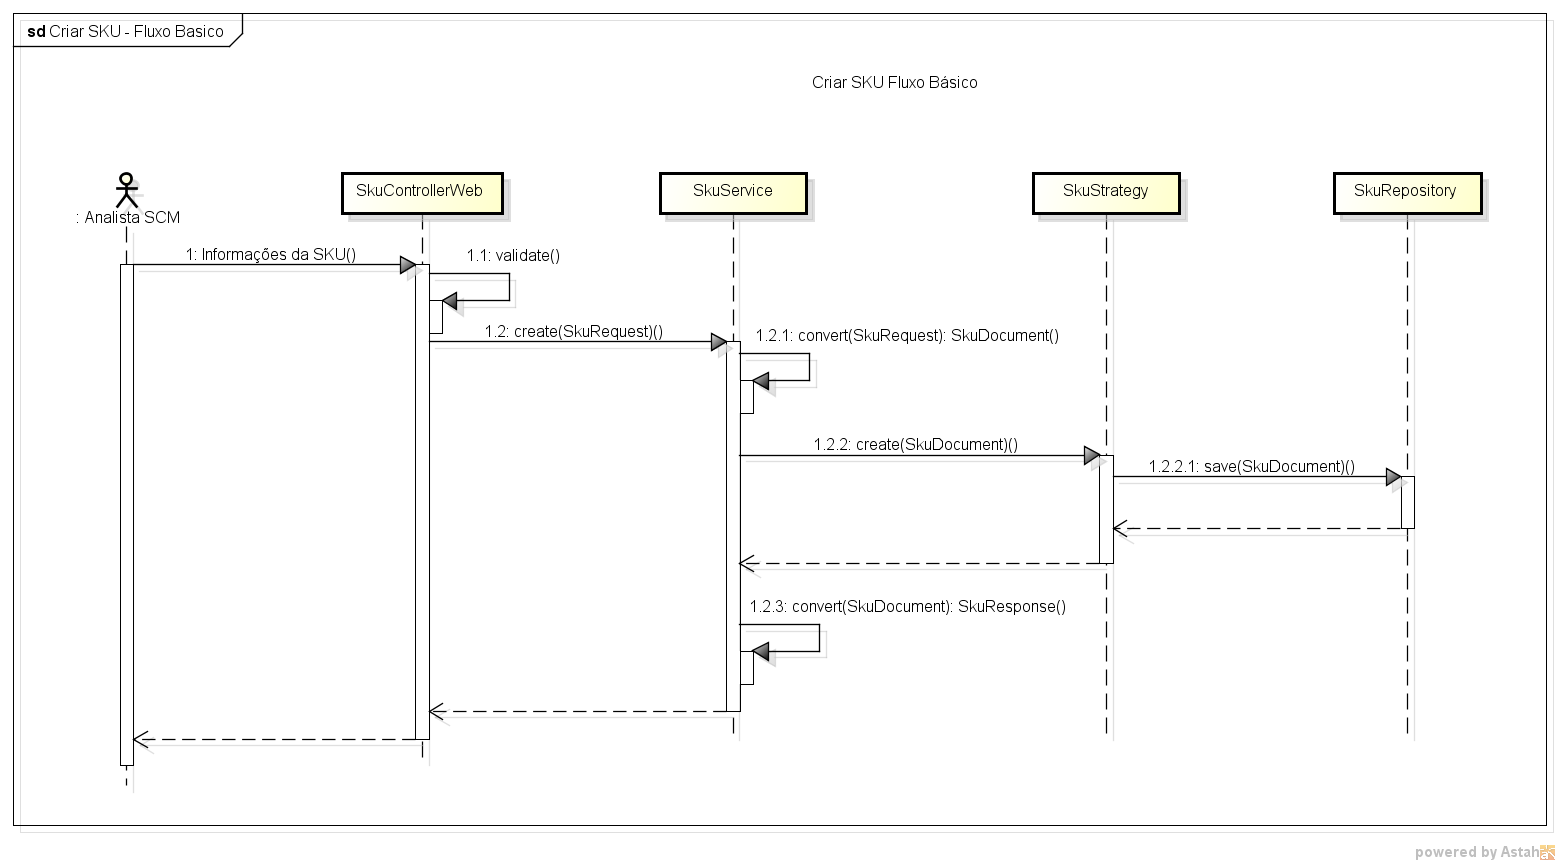 sd Criar SKU - Fluxo Basico
Criar SKU Fluxo Básico
SkuControllerWeb
SkuService
SkuStrategy
SkuRepository
: Analista SCM
1: Informações da SKU()
1.1: validate()
1.2: create(SkuRequest)()
1.2.1: convert(SkuRequest): SkuDocument()
1.2.2: create(SkuDocument)()
1.2.2.1: save(SkuDocument)()
1.2.3: convert(SkuDocument): SkuResponse()
powered by Astah